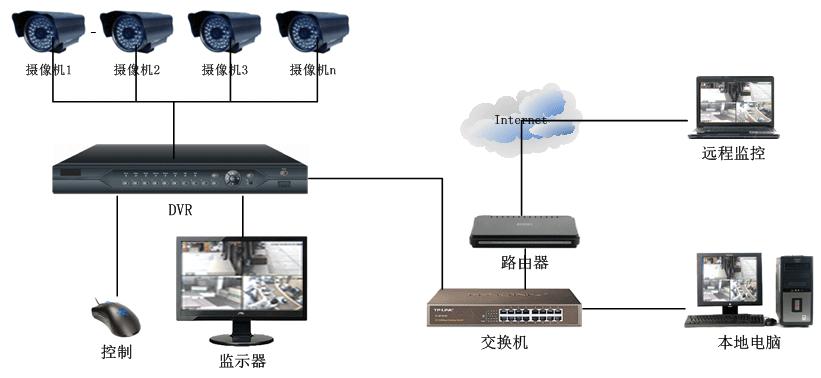 摄像机1
摄像机2
摄像机3
摄像机n
Internet
远程监控
DVR
路由器
TP-LINK
控制
监示器
交换机
本地电脑